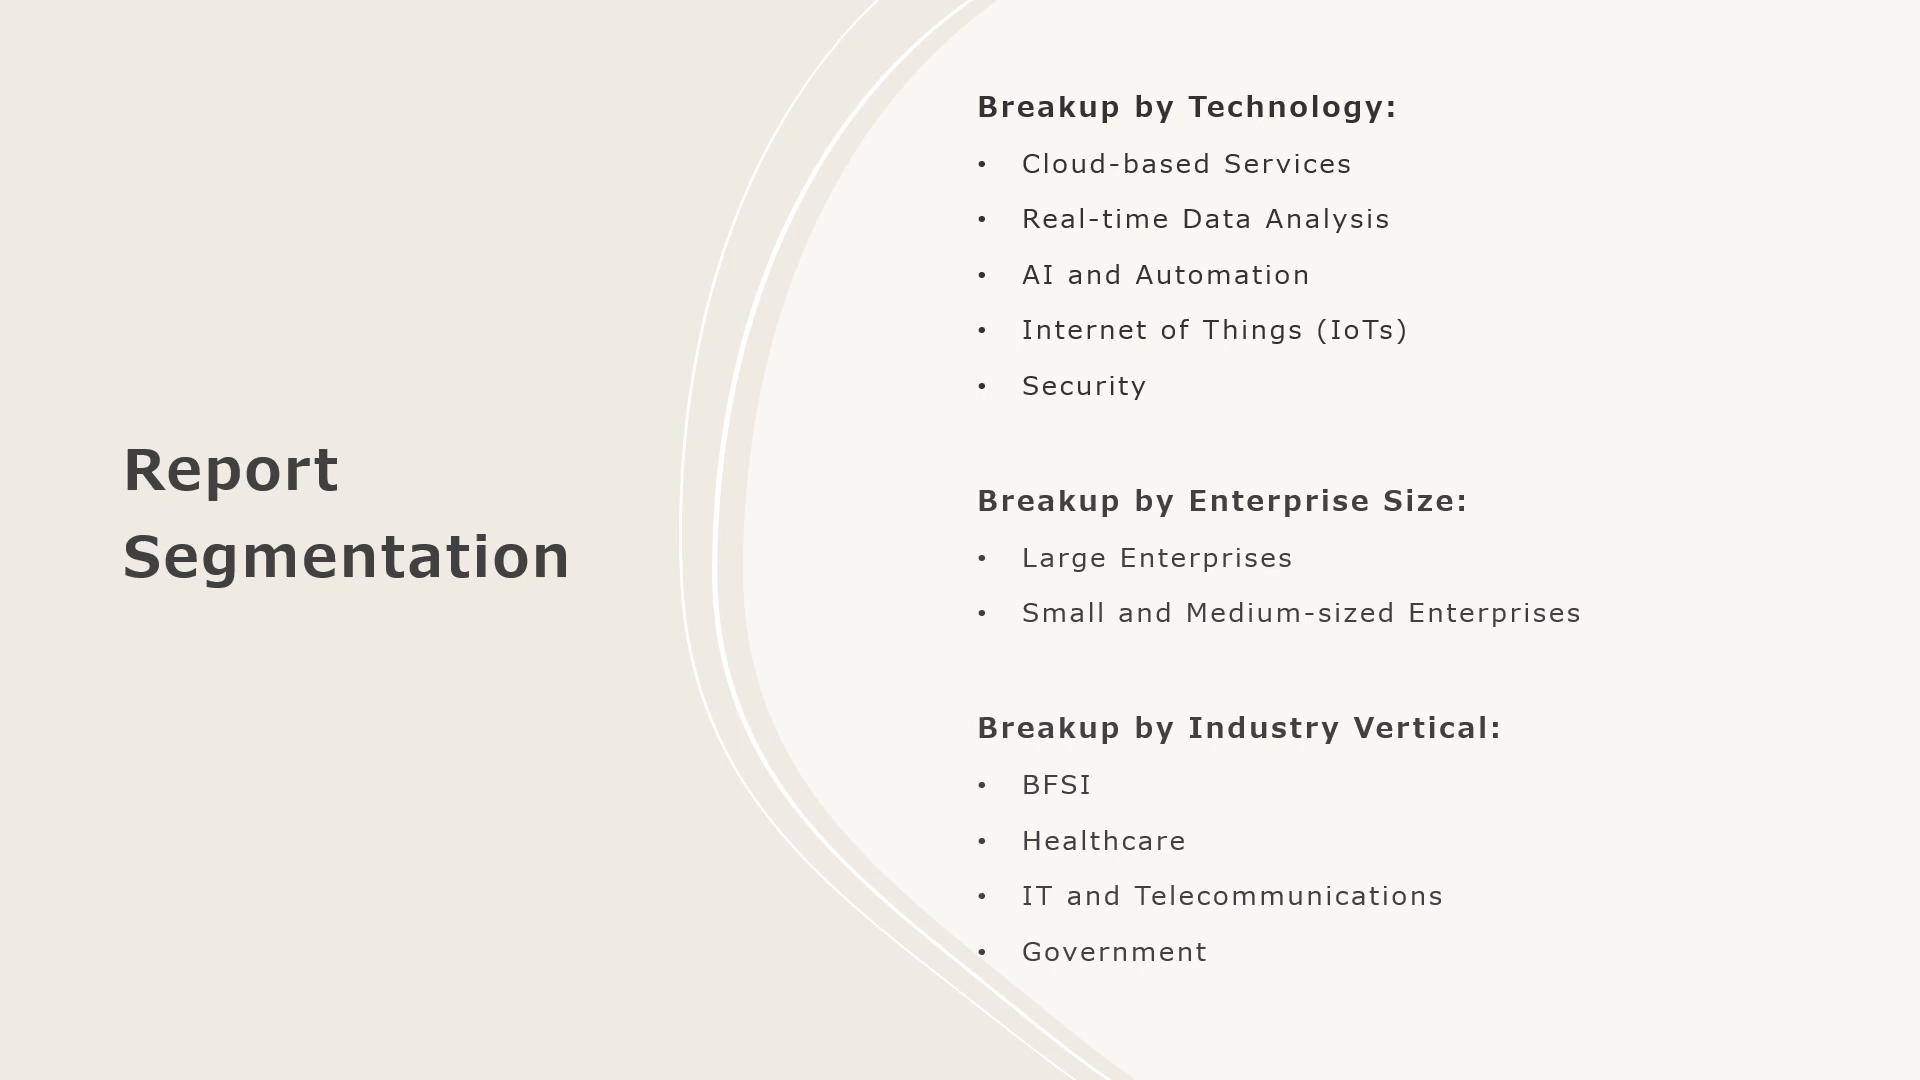 Report
Segmentation
Breakup by Technology:
• Cloud-based Services
• Real-time Data Analysis
• AI and Automation
• Internet of Things (IoTs)
• Security
Breakup by Enterprise Size:
• Large Enterprises
• Small and Medium-sized Enterprises
Breakup by Industry Vertical:
• BFSI
• Healthcare
• IT and Telecommunications
• Government